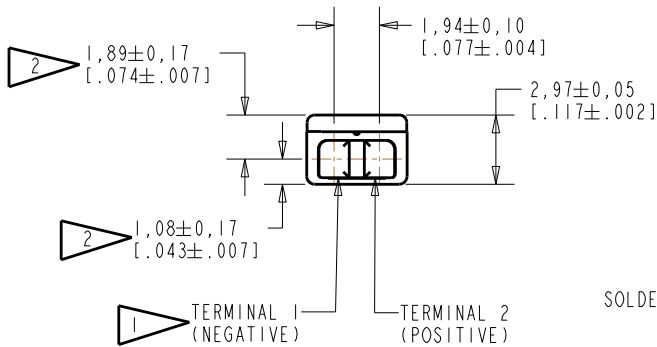 1,94±0,10
[.077±.004]
2 1,89±0,17
[.074±.007]
2,97±0,05
[.117±.002]
2 1,08±0,17
[.043±.007]
SOLDE
1 TERMINAL 1
(NEGATIVE)
TERMINAL 2
(POSITIVE)